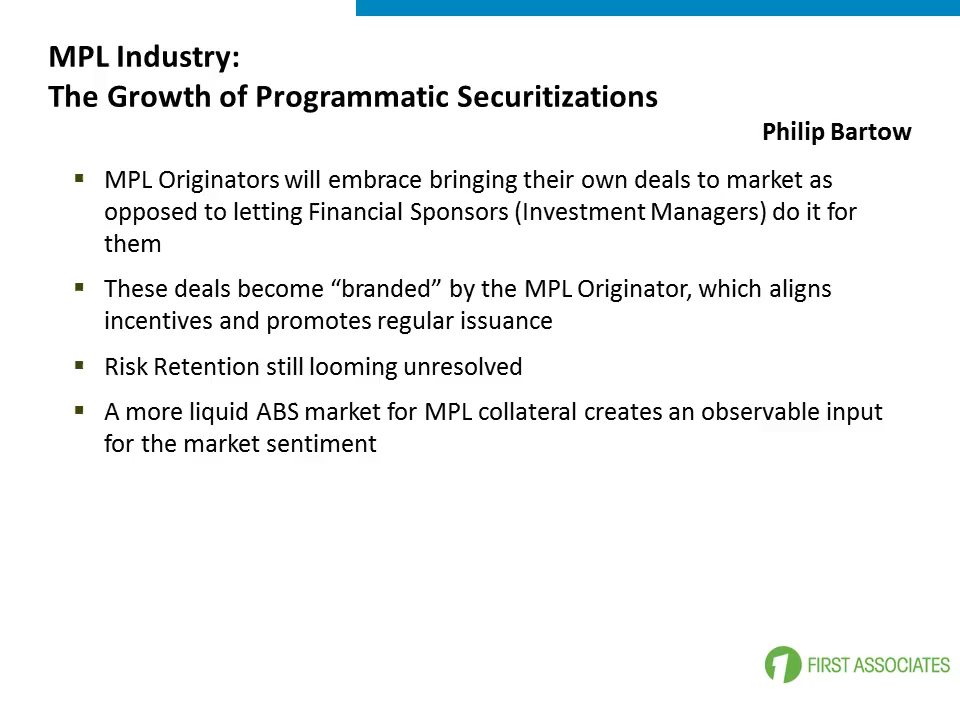 MPL Industry:
The Growth of Programmatic Securitizations
Philip Bartow
▪ MPL Originators will embrace bringing their own deals to market as
opposed to letting Financial Sponsors (Investment Managers) do it for
them
▪ These deals become “branded” by the MPL Originator, which aligns
incentives and promotes regular issuance
▪ Risk Retention still looming unresolved
▪ A more liquid ABS market for MPL collateral creates an observable input
for the market sentiment
1 FIRST ASSOCIATES